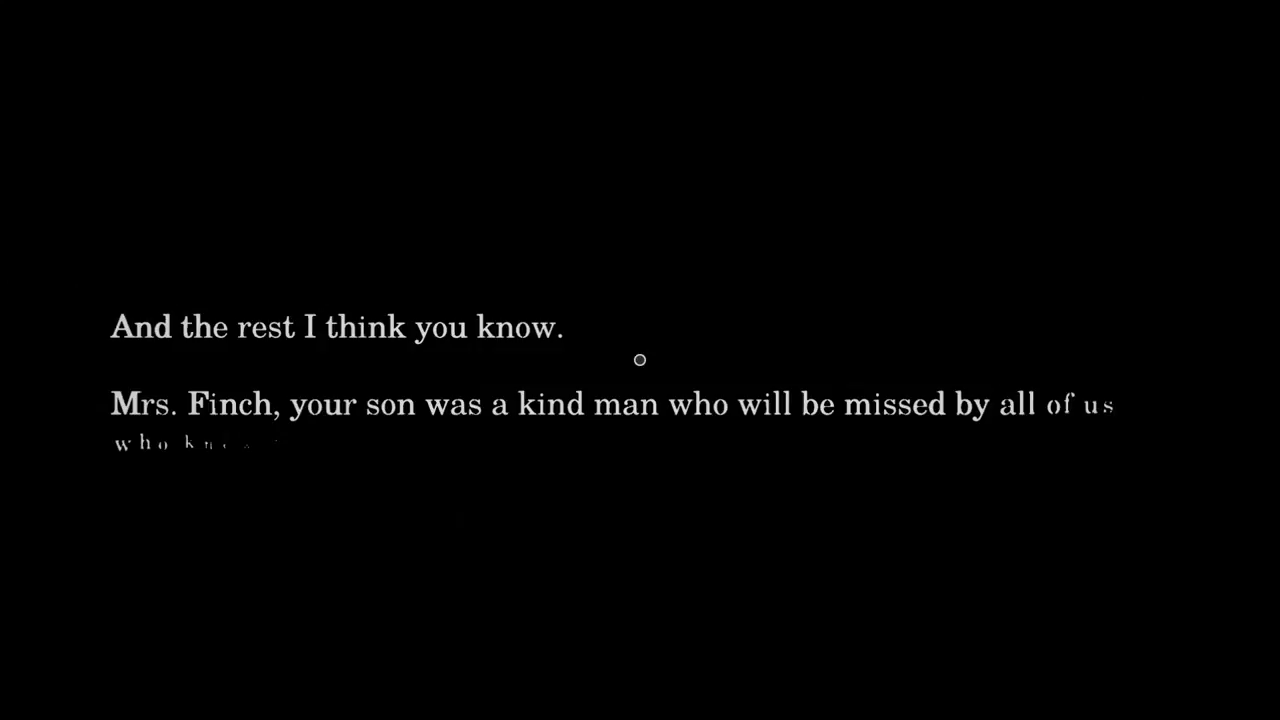 And the rest I think you know.
Mrs. Finch, your son was a kind man who will be missed by all of us
who